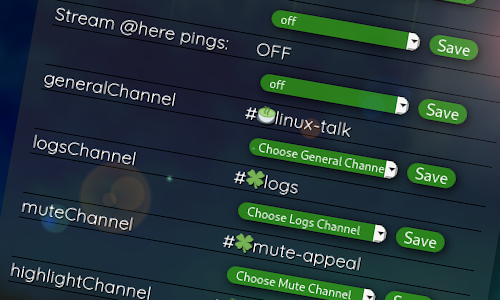 off Save
Stream @here pings: OFF
off Save
generalChannel #🍵linux-talk
Choose General Channe Save
logsChannel #🍀logs
Choose Logs Channel Save
muteChannel #🍀mute-appeal
Choose Mute Channel
highlightChannel